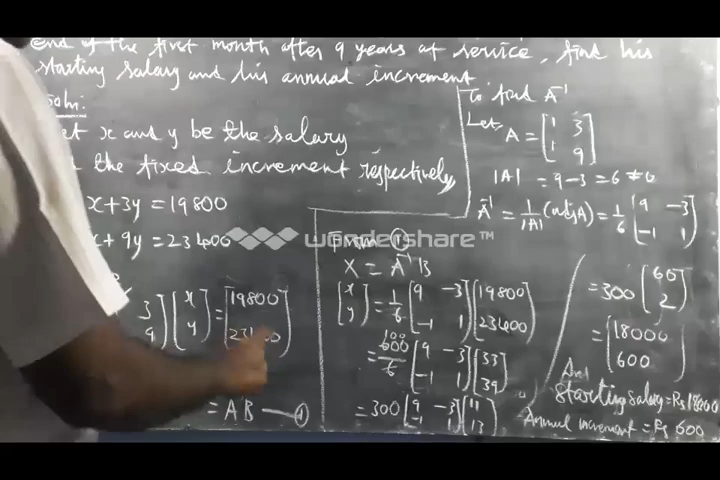 end of the first month after 9 years of service, find his
starting salary and his annual increment
Soln:
Let x and y be the salary
the fixed increment respectively
x+3y = 19800
x+9y = 23400
3
9
x
y
=
19800
= AB — ①
To find A⁻¹
Let A = [1 3
1 9]
|A| = 9-3 = 6 ≠ 0
A⁻¹ = 1/|A| (adj A) = 1/6 [9 -3
-1 1]
wondershare™
From ①
X = A⁻¹B
[x
y] = 1/6 [9 -3
-1 1] [19800
23400]
= 100
600/6 [9 -3
-1 1] [33
39]
= 300 [9 -3
-1 1] [11
13]
= 300 [60
2]
= [18000
600]
And
starting salary = Rs 18000
Annual increment = Rs 600